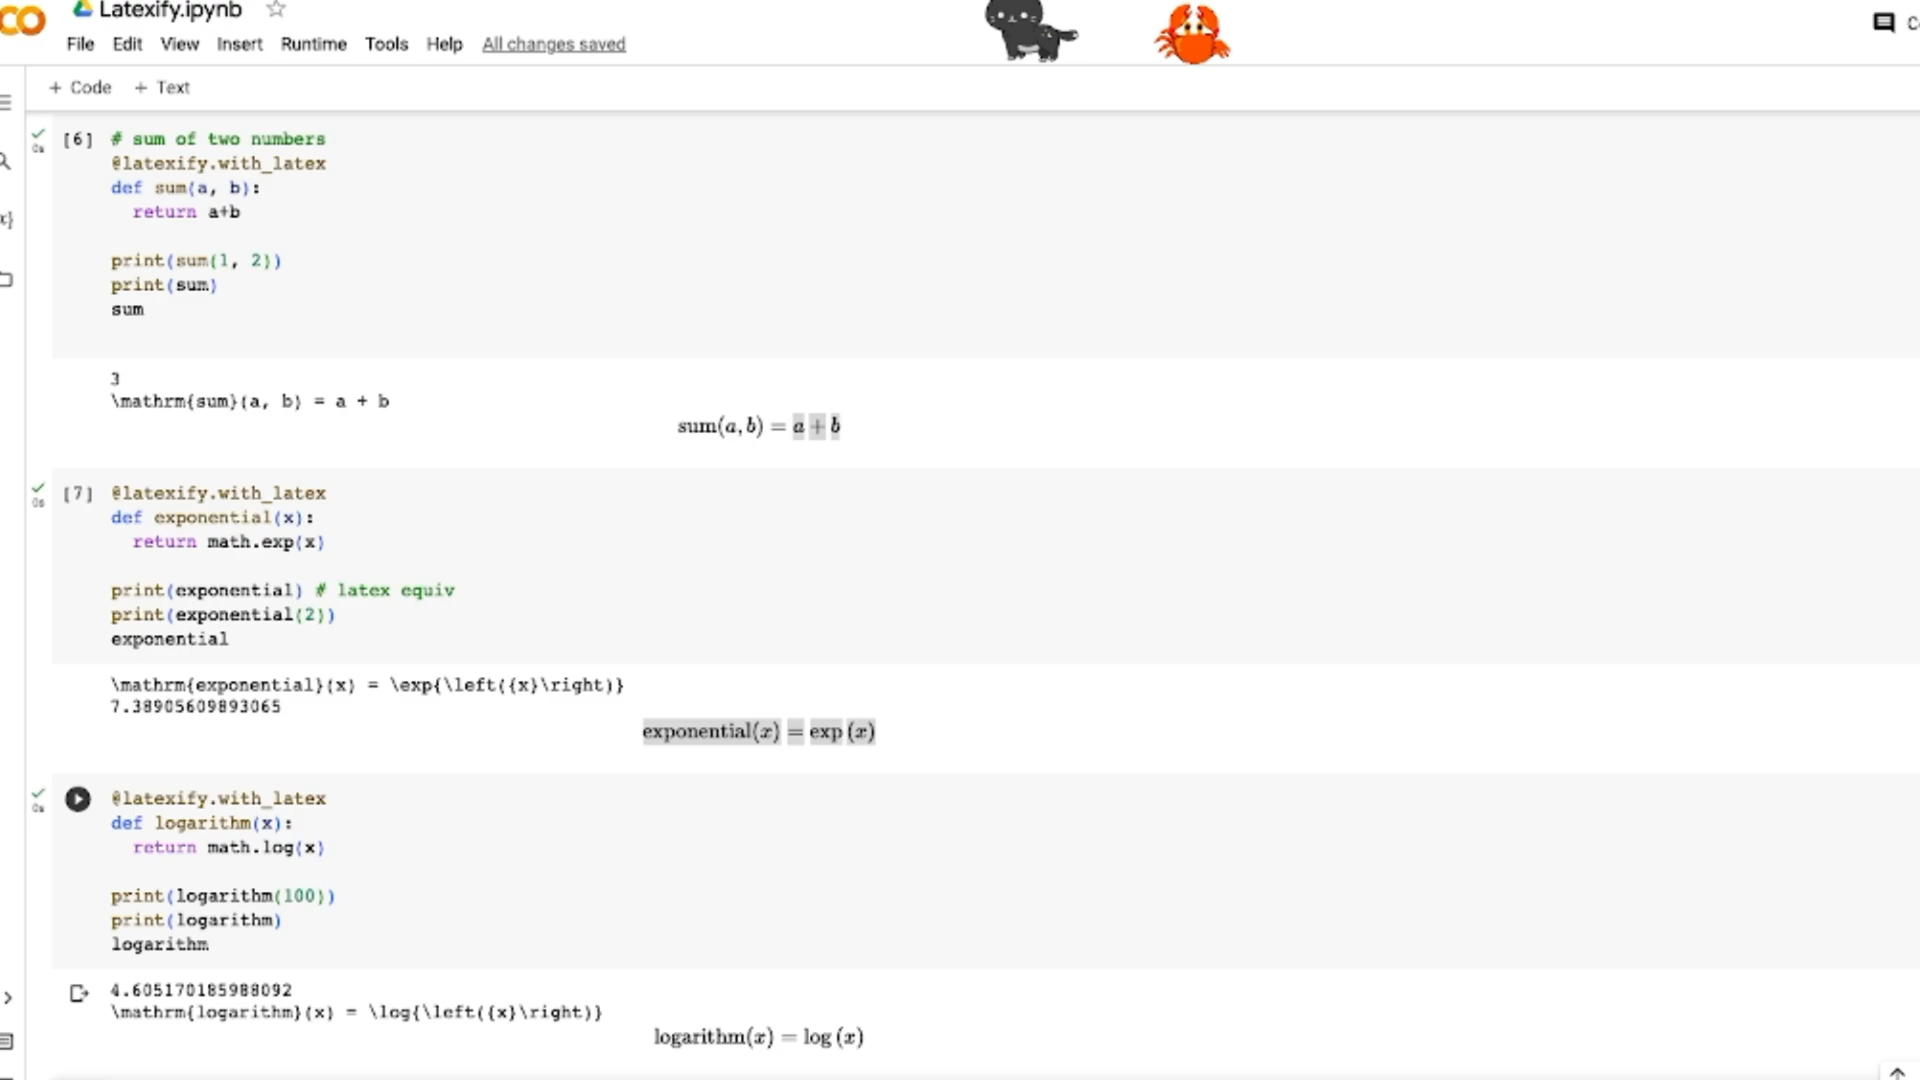 Latexify.ipynb
File Edit View Insert Runtime Tools Help All changes saved
+ Code + Text
[6] # sum of two numbers
@latexify.with_latex
def sum(a, b):
  return a+b
print(sum(1, 2))
print(sum)
sum
3
\mathrm{sum}(a, b) = a + b
sum(a, b) = a + b
[7] @latexify.with_latex
def exponential(x):
  return math.exp(x)
print(exponential) # latex equiv
print(exponential(2))
exponential
\mathrm{exponential}(x) = \exp{\left({x}\right)}
7.38905609893065
exponential(x) = exp (x)
@latexify.with_latex
def logarithm(x):
  return math.log(x)
print(logarithm(100))
print(logarithm)
logarithm
4.605170185988092
\mathrm{logarithm}(x) = \log{\left({x}\right)}
logarithm(x) = log (x)